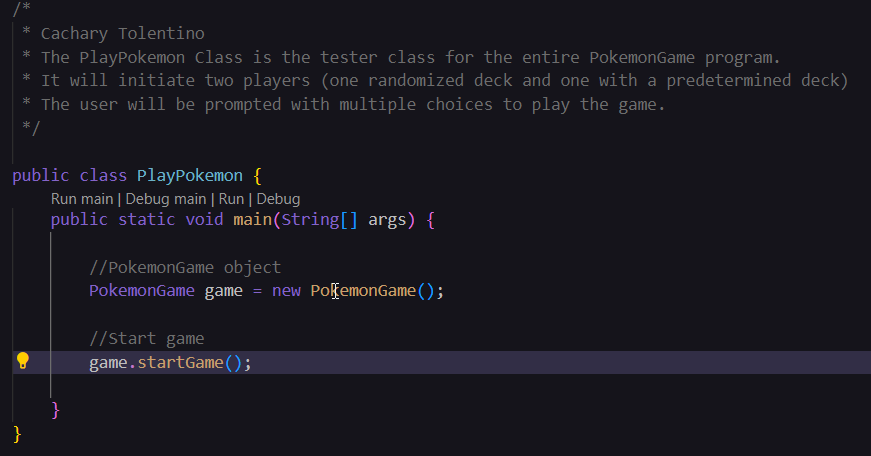 /*
* Cachary Tolentino
* The PlayPokemon Class is the tester class for the entire PokemonGame program.
* It will initiate two players (one randomized deck and one with a predetermined deck)
* The user will be prompted with multiple choices to play the game.
*/
public class PlayPokemon {
Run main | Debug main | Run | Debug
public static void main(String[] args) {
//PokemonGame object
PokemonGame game = new PokemonGame();
//Start game
game.startGame();
}
}